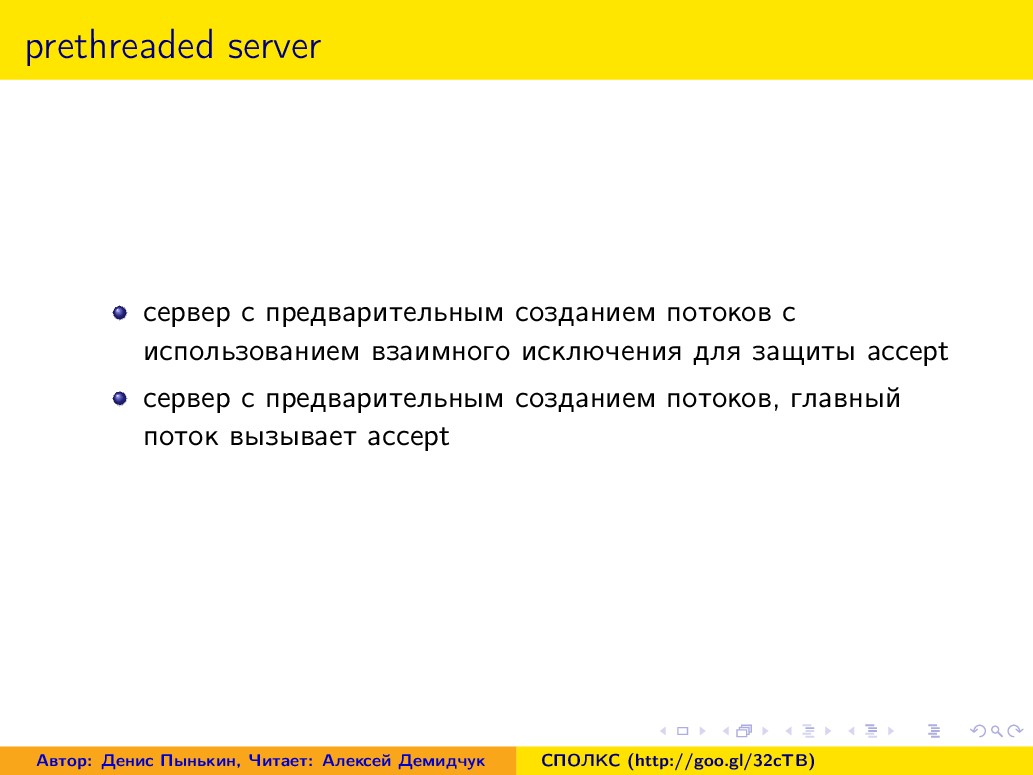 prethreaded server
сервер с предварительным созданием потоков с
использованием взаимного исключения для защиты accept
сервер с предварительным созданием потоков, главный
поток вызывает accept
Автор: Денис Пынькин, Читает: Алексей Демидчук
СПОЛКС (http://goo.gl/32cTB)